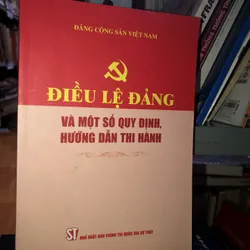 ĐẢNG CỘNG SẢN VIỆT NAM
ĐIỀU LỆ ĐẢNG
VÀ MỘT SỐ QUY ĐỊNH,
HƯỚNG DẪN THI HÀNH
ST
NHÀ XUẤT BẢN CHÍNH TRỊ QUỐC GIA SỰ THẬT